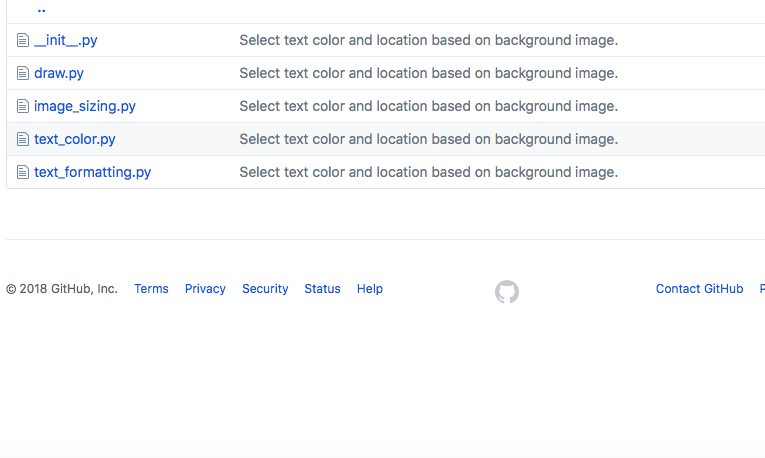 ..
__init__.py Select text color and location based on background image.
draw.py Select text color and location based on background image.
image_sizing.py Select text color and location based on background image.
text_color.py Select text color and location based on background image.
text_formatting.py Select text color and location based on background image.
© 2018 GitHub, Inc. Terms Privacy Security Status Help Contact GitHub P